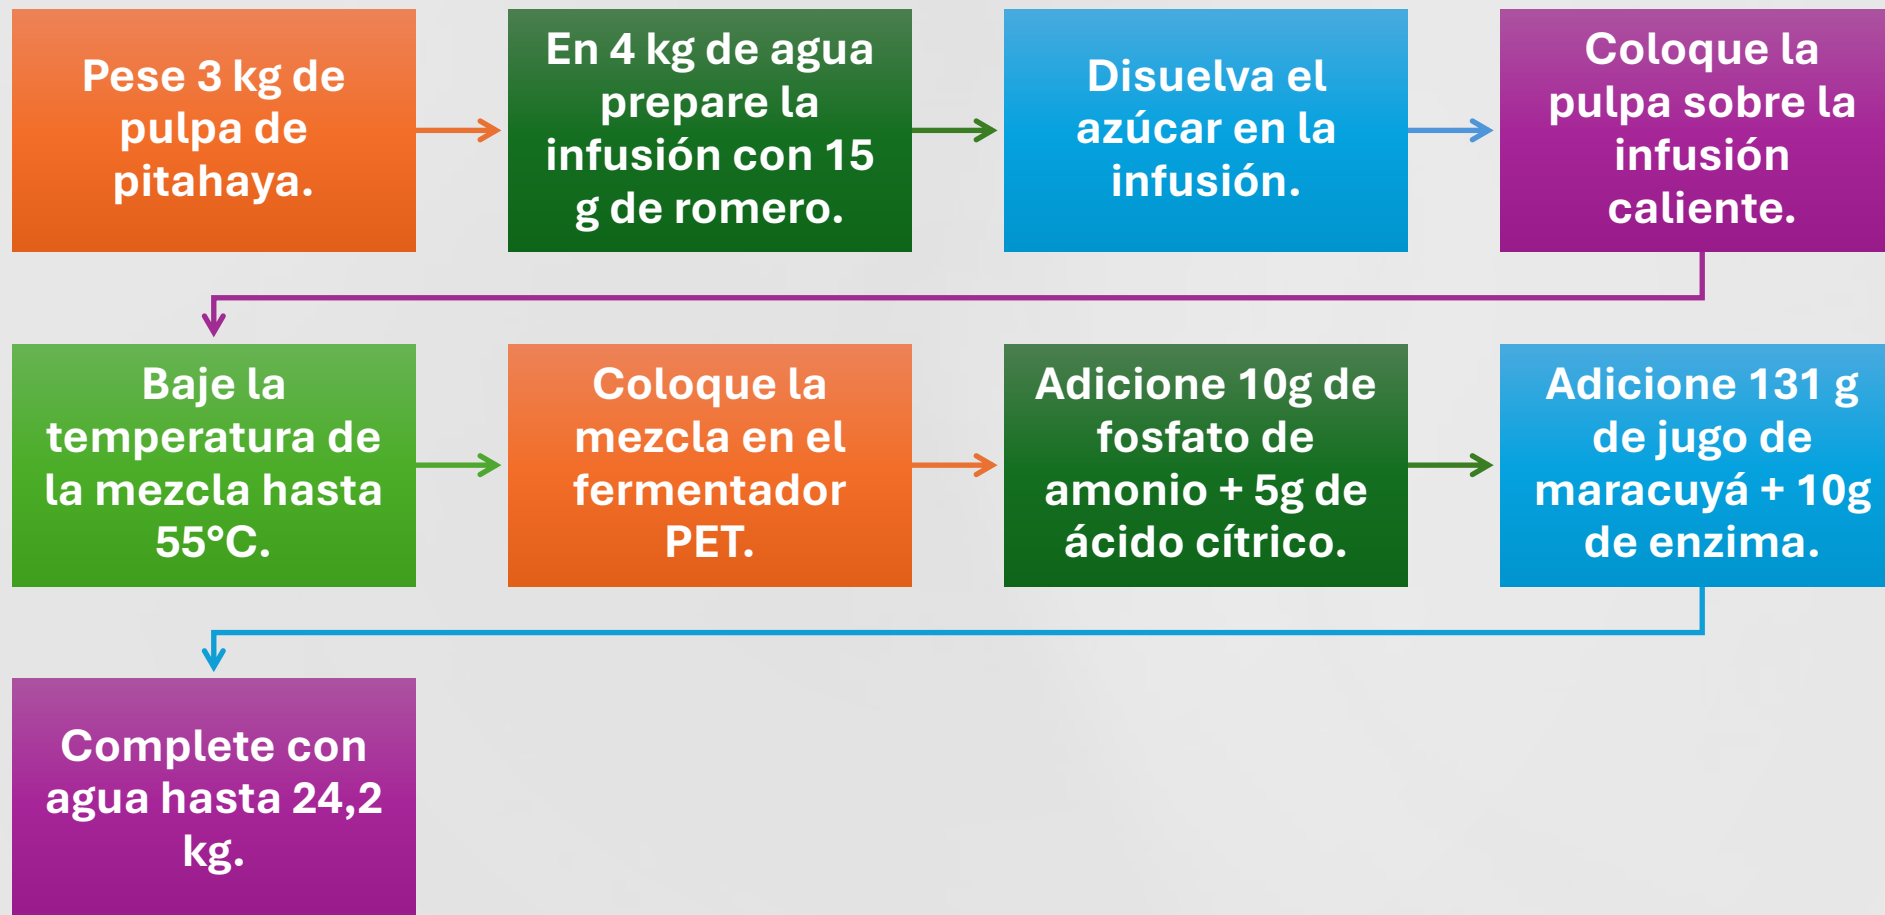 Pese 3 kg de
pulpa de
pitahaya.
En 4 kg de agua
prepare la
infusión con 15
g de romero.
Disuelva el
azúcar en la
infusión.
Coloque la
pulpa sobre la
infusión
caliente.
Baje la
temperatura de
la mezcla hasta
55°C.
Coloque la
mezcla en el
fermentador
PET.
Adicione 10g de
fosfato de
amonio + 5g de
ácido cítrico.
Adicione 131 g
de jugo de
maracuyá + 10g
de enzima.
Complete con
agua hasta 24,2
kg.